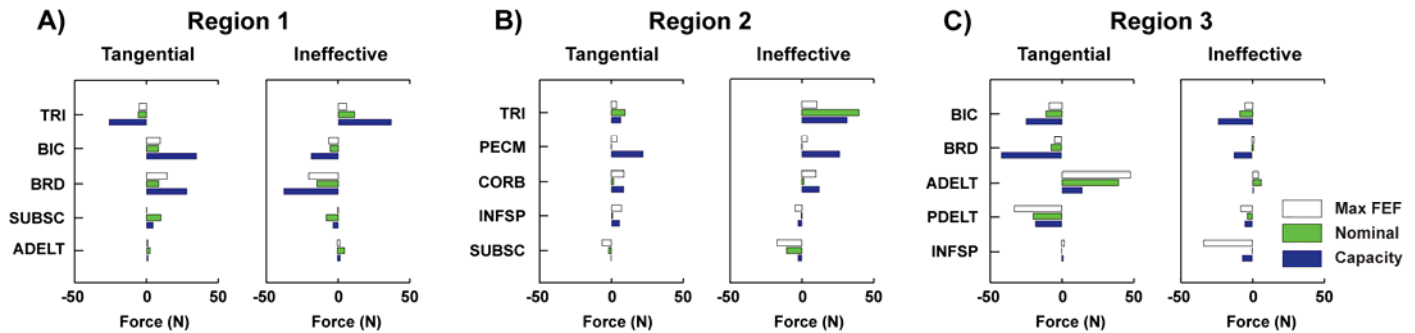 A) Region 1
Tangential Ineffective
TRI
BIC
BRD
SUBSC
ADELT
-50 0 50 -50 0 50
Force (N) Force (N)
B) Region 2
Tangential Ineffective
TRI
PECM
CORB
INFSP
SUBSC
-50 0 50 -50 0 50
Force (N) Force (N)
C) Region 3
Tangential Ineffective
BIC
BRD
ADELT
PDELT
INFSP
-50 0 50 -50 0 50
Force (N) Force (N)
Max FEF
Nominal
Capacity